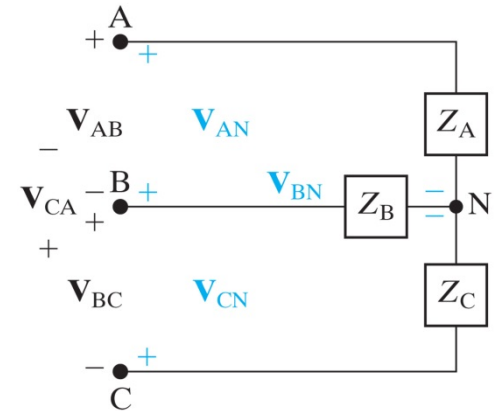 A
+
+
V_AB V_AN Z_A
−
− B + V_BN Z_B − N
V_CA + −
+
V_BC V_CN Z_C
− +
C